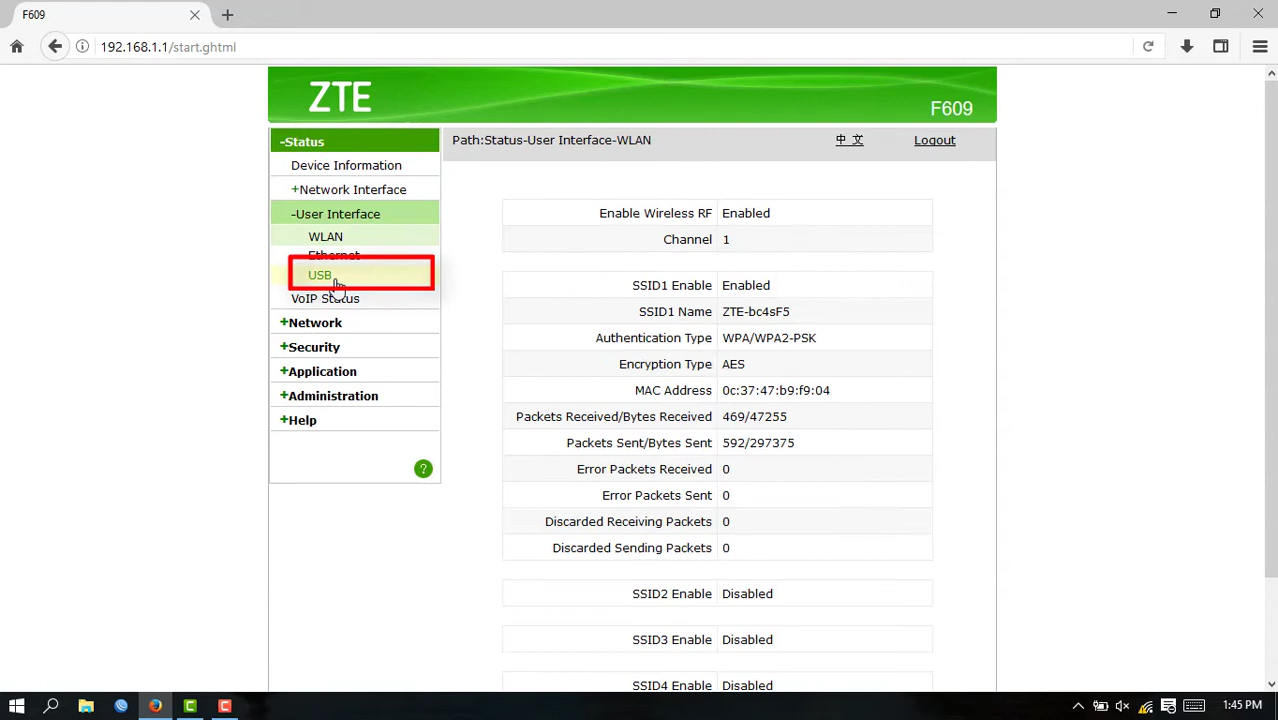 F609
192.168.1.1/start.ghtml
ZTE
F609
-Status
Device Information
+Network Interface
-User Interface
WLAN
Ethernet
USB
VoIP Status
+Network
+Security
+Application
+Administration
+Help
?
Path:Status-User Interface-WLAN 中 文 Logout
Enable Wireless RF Enabled
Channel 1
SSID1 Enable Enabled
SSID1 Name ZTE-bc4sF5
Authentication Type WPA/WPA2-PSK
Encryption Type AES
MAC Address 0c:37:47:b9:f9:04
Packets Received/Bytes Received 469/47255
Packets Sent/Bytes Sent 592/297375
Error Packets Received 0
Error Packets Sent 0
Discarded Receiving Packets 0
Discarded Sending Packets 0
SSID2 Enable Disabled
SSID3 Enable Disabled
SSID4 Enable Disabled
1:45 PM